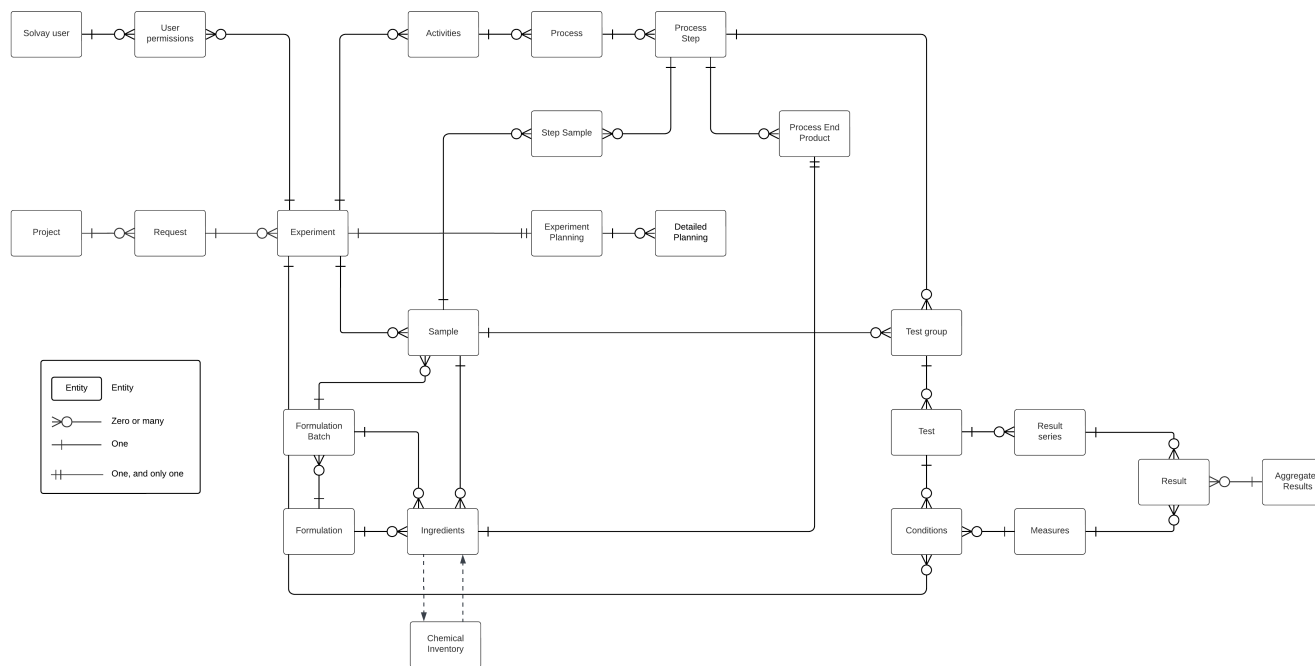 Solvay user
User
permissions
Activities
Process
Process
Step
Step Sample
Process End
Product
Project
Request
Experiment
Experiment
Planning
Detailed
Planning
Sample
Test group
Entity
Entity
Zero or many
One
One, and only one
Formulation
Batch
Test
Result
series
Result
Aggregate
Results
Formulation
Ingredients
Conditions
Measures
Chemical
Inventory